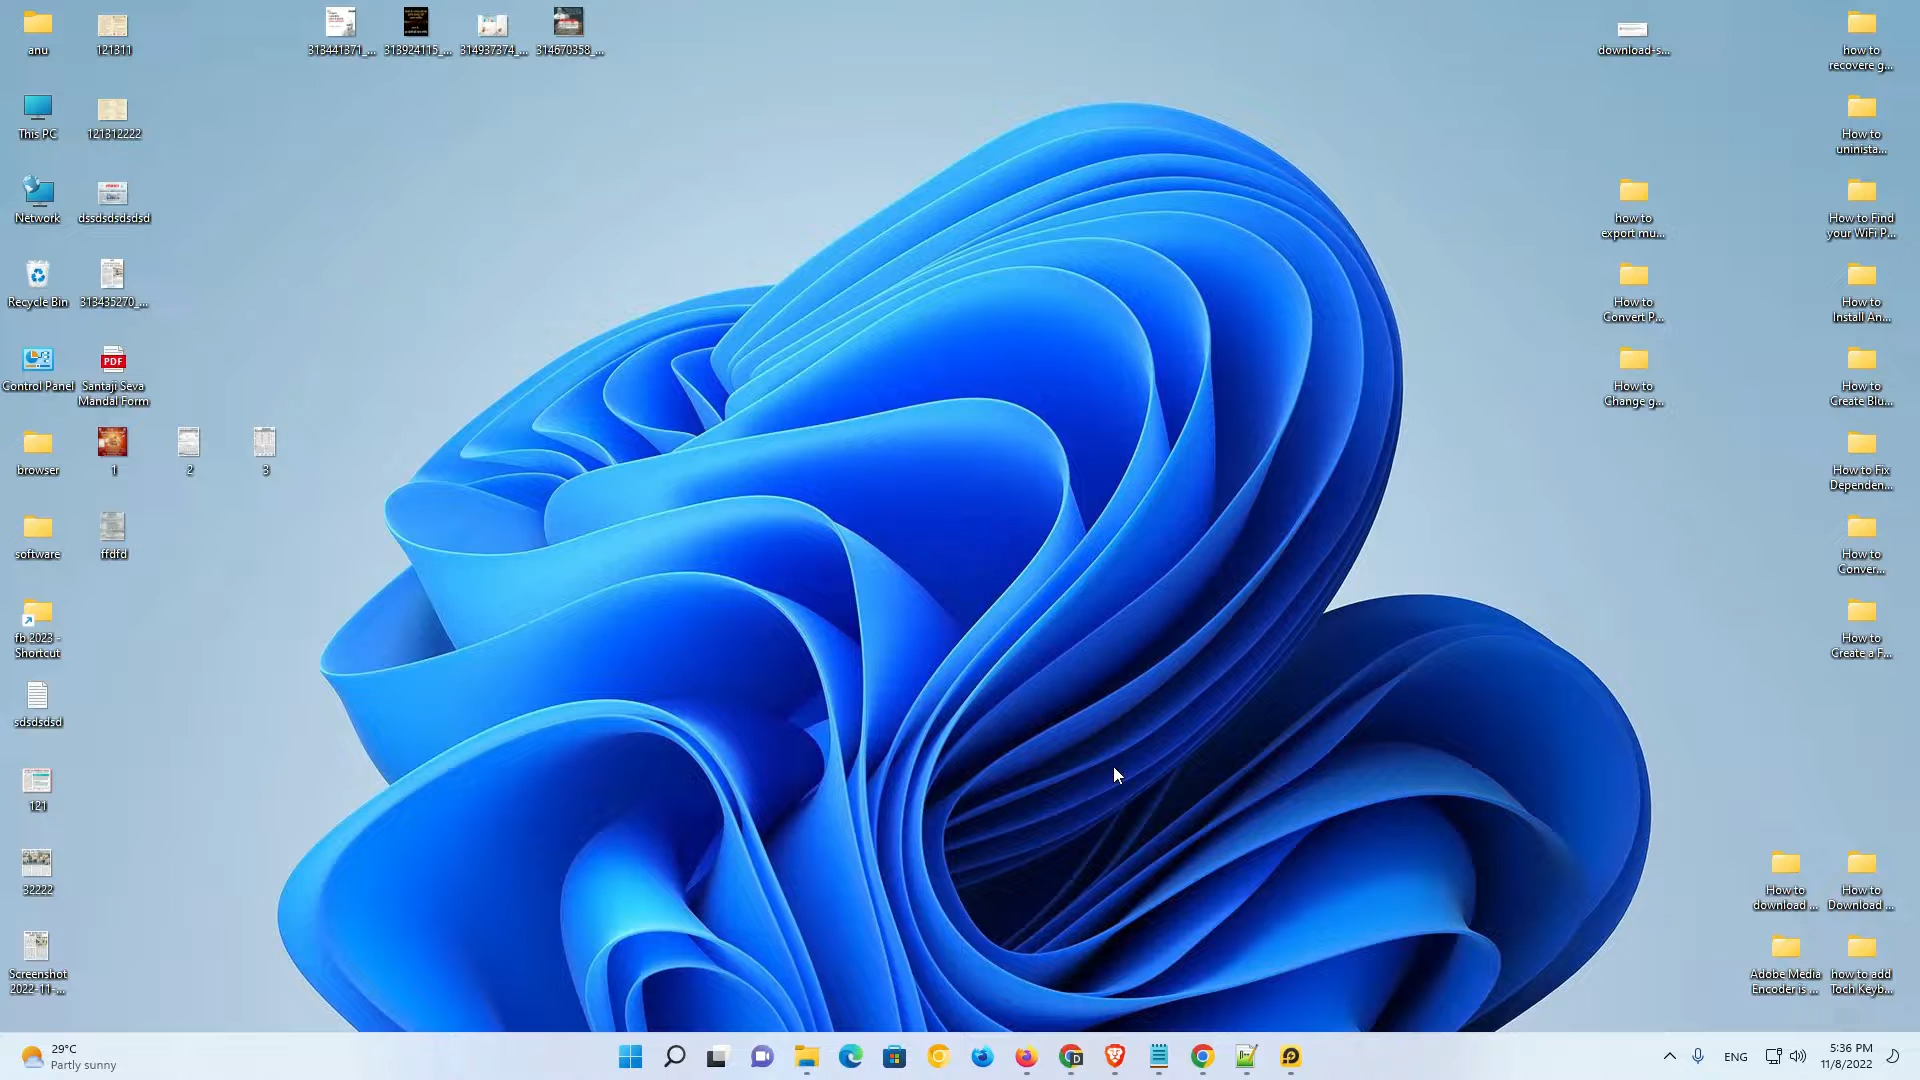 anu
121311
313441371_...
313924115_...
314937374_...
314670358_...
download-s...
how to
recovere g...
This PC
121312222
How to
uninsta...
Network
dssdsdsdsdsd
how to
export mu...
How to Find
your WiFi P...
Recycle Bin
313435270_...
How to
Convert P...
How to
Install An...
Control Panel
PDF
Santaji Seva
Mandal Form
How to
Change g...
How to
Create Blu...
browser
1
2
3
How to Fix
Dependen...
software
ffdfd
How to
Conver...
fb 2023 -
Shortcut
How to
Create a F...
sdsdsdsd
121
32222
How to
download ...
How to
Download ...
Screenshot
2022-11-...
Adobe Media
Encoder is ...
how to add
Toch Keyb...
29°C
Partly sunny
ENG
5:36 PM
11/8/2022